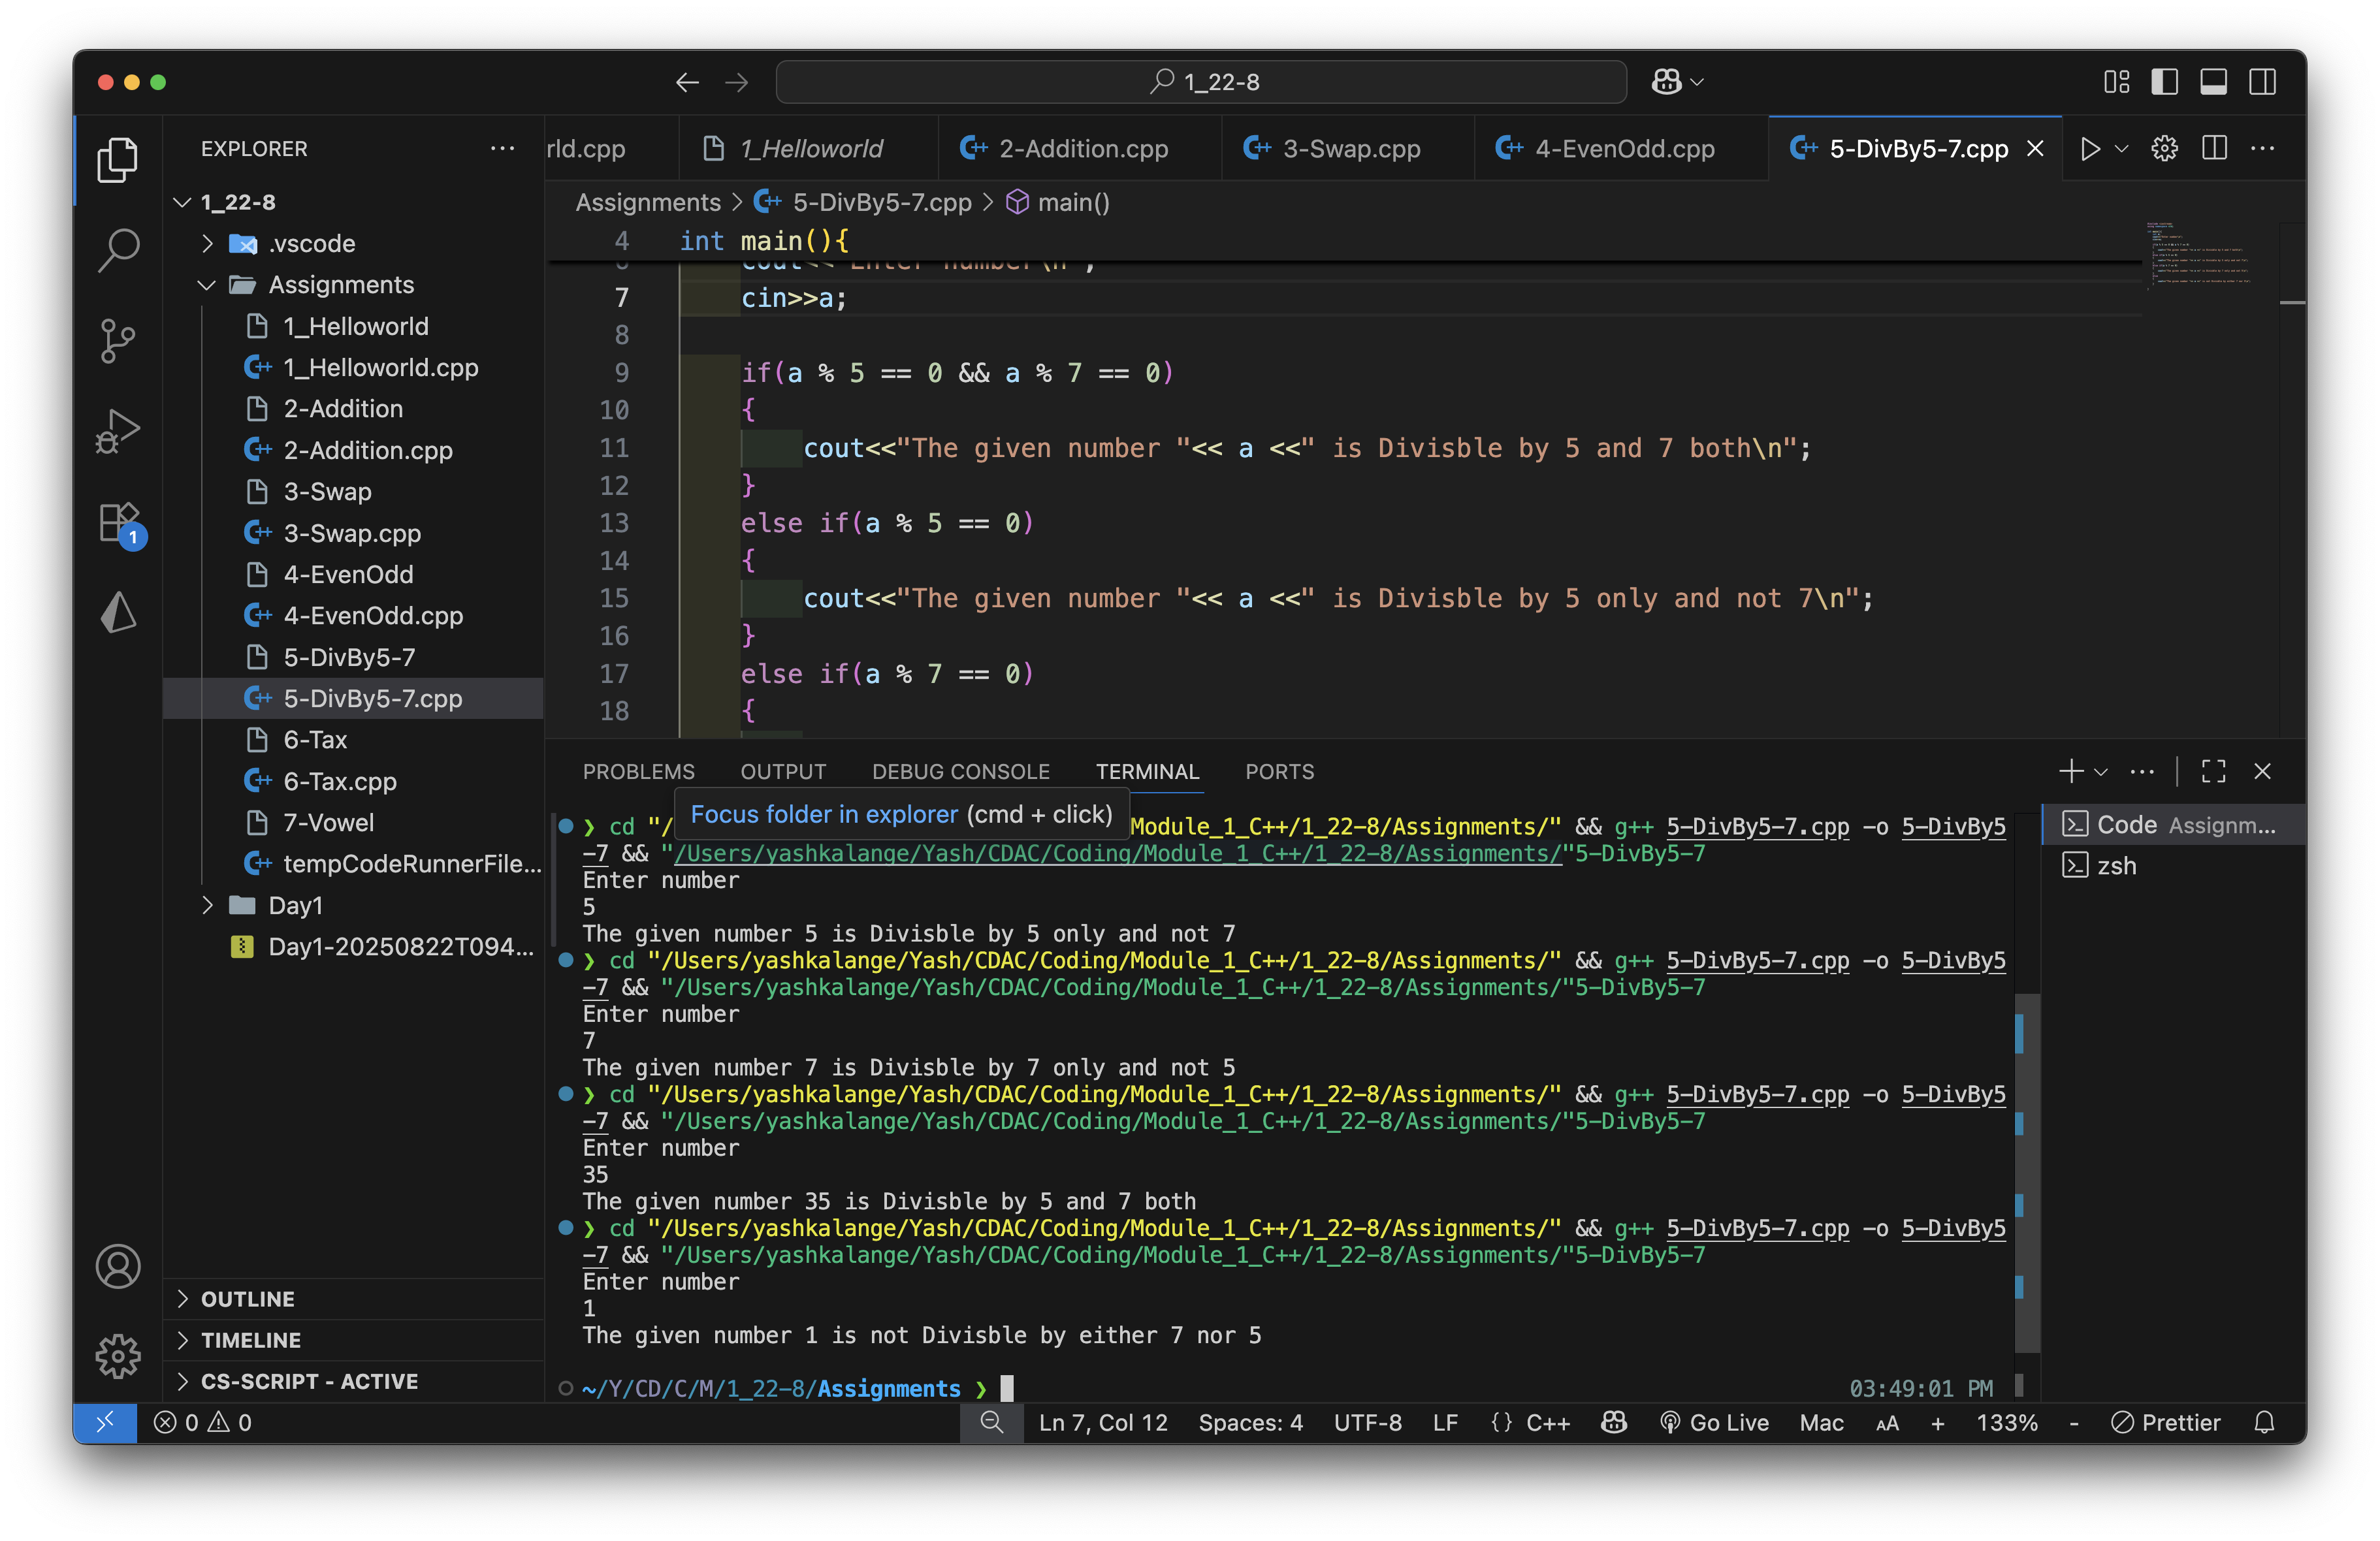 1_22-8
EXPLORER
rld.cpp
1_Helloworld
2-Addition.cpp
3-Swap.cpp
4-EvenOdd.cpp
5-DivBy5-7.cpp
1_22-8
.vscode
Assignments
1_Helloworld
1_Helloworld.cpp
2-Addition
2-Addition.cpp
3-Swap
3-Swap.cpp
4-EvenOdd
4-EvenOdd.cpp
5-DivBy5-7
5-DivBy5-7.cpp
6-Tax
6-Tax.cpp
7-Vowel
tempCodeRunnerFile...
Day1
Day1-20250822T094...
OUTLINE
TIMELINE
CS-SCRIPT - ACTIVE
1
Assignments > 5-DivBy5-7.cpp > main()
4 int main(){
7 cin>>a;
8
9 if(a % 5 == 0 && a % 7 == 0)
10 {
11 cout<<"The given number "<< a <<" is Divisble by 5 and 7 both\n";
12 }
13 else if(a % 5 == 0)
14 {
15 cout<<"The given number "<< a <<" is Divisble by 5 only and not 7\n";
16 }
17 else if(a % 7 == 0)
18 {
PROBLEMS OUTPUT DEBUG CONSOLE TERMINAL PORTS
Focus folder in explorer (cmd + click)
❯ cd "/ Module_1_C++/1_22-8/Assignments/" && g++ 5-DivBy5-7.cpp -o 5-DivBy5
-7 && "/Users/yashkalange/Yash/CDAC/Coding/Module_1_C++/1_22-8/Assignments/"5-DivBy5-7
Enter number
5
The given number 5 is Divisble by 5 only and not 7
❯ cd "/Users/yashkalange/Yash/CDAC/Coding/Module_1_C++/1_22-8/Assignments/" && g++ 5-DivBy5-7.cpp -o 5-DivBy5
-7 && "/Users/yashkalange/Yash/CDAC/Coding/Module_1_C++/1_22-8/Assignments/"5-DivBy5-7
Enter number
7
The given number 7 is Divisble by 7 only and not 5
❯ cd "/Users/yashkalange/Yash/CDAC/Coding/Module_1_C++/1_22-8/Assignments/" && g++ 5-DivBy5-7.cpp -o 5-DivBy5
-7 && "/Users/yashkalange/Yash/CDAC/Coding/Module_1_C++/1_22-8/Assignments/"5-DivBy5-7
Enter number
35
The given number 35 is Divisble by 5 and 7 both
❯ cd "/Users/yashkalange/Yash/CDAC/Coding/Module_1_C++/1_22-8/Assignments/" && g++ 5-DivBy5-7.cpp -o 5-DivBy5
-7 && "/Users/yashkalange/Yash/CDAC/Coding/Module_1_C++/1_22-8/Assignments/"5-DivBy5-7
Enter number
1
The given number 1 is not Divisble by either 7 nor 5
~/Y/CD/C/M/1_22-8/Assignments ❯ 03:49:01 PM
Code Assignm...
zsh
0 0 Ln 7, Col 12 Spaces: 4 UTF-8 LF {} C++ Go Live Mac AA + 133% - Prettier